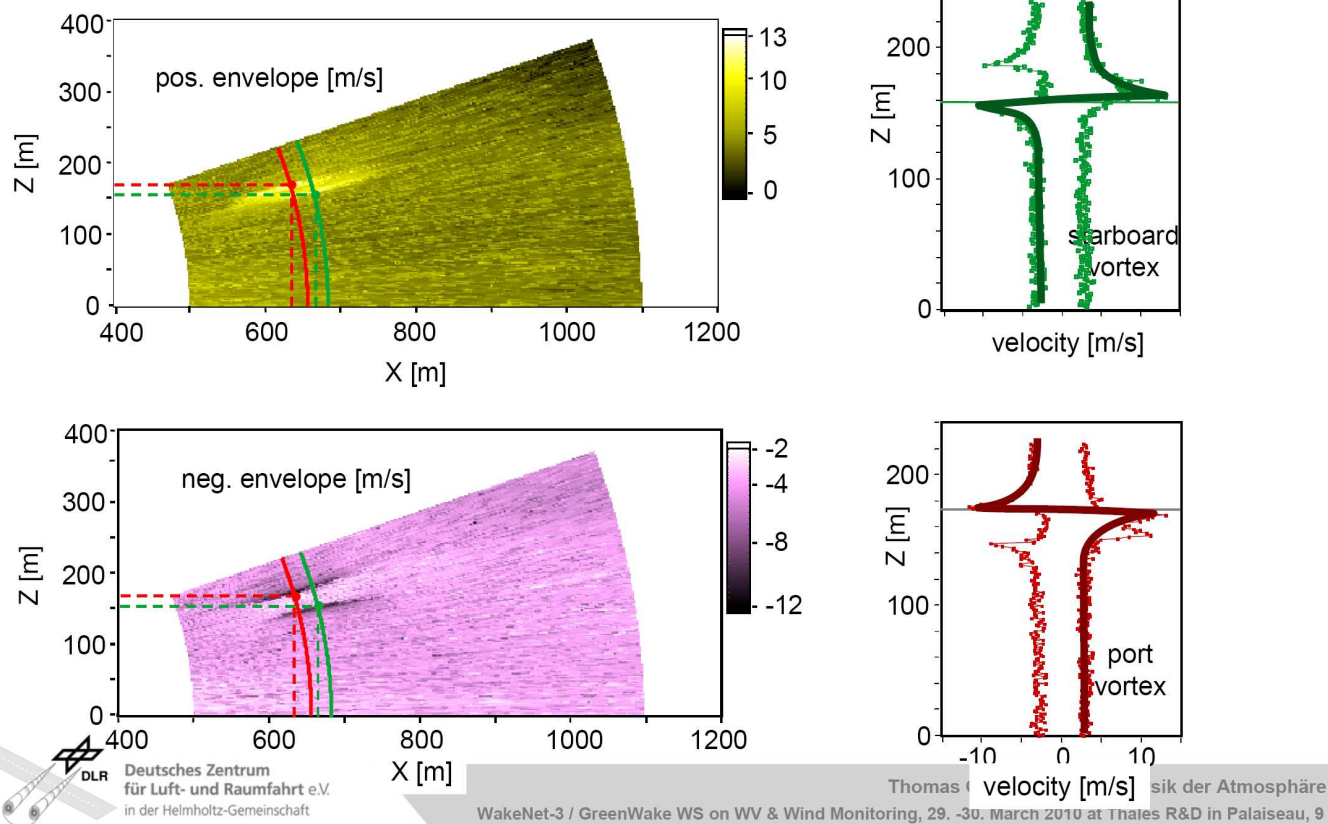 400
300
200
100
0
Z [m]
pos. envelope [m/s]
13
10
5
0
400
600
800
1000
1200
X [m]
200
100
0
Z [m]
starboard
vortex
velocity [m/s]
400
300
200
100
0
Z [m]
neg. envelope [m/s]
-2
-4
-8
-12
400
600
800
1000
1200
X [m]
200
100
0
Z [m]
port
vortex
-10
0
10
velocity [m/s]
DLR
Deutsches Zentrum
für Luft- und Raumfahrt e.V.
in der Helmholtz-Gemeinschaft
Thomas sik der Atmosphäre
WakeNet-3 / GreenWake WS on WV & Wind Monitoring, 29. -30. March 2010 at Thales R&D in Palaiseau, 9